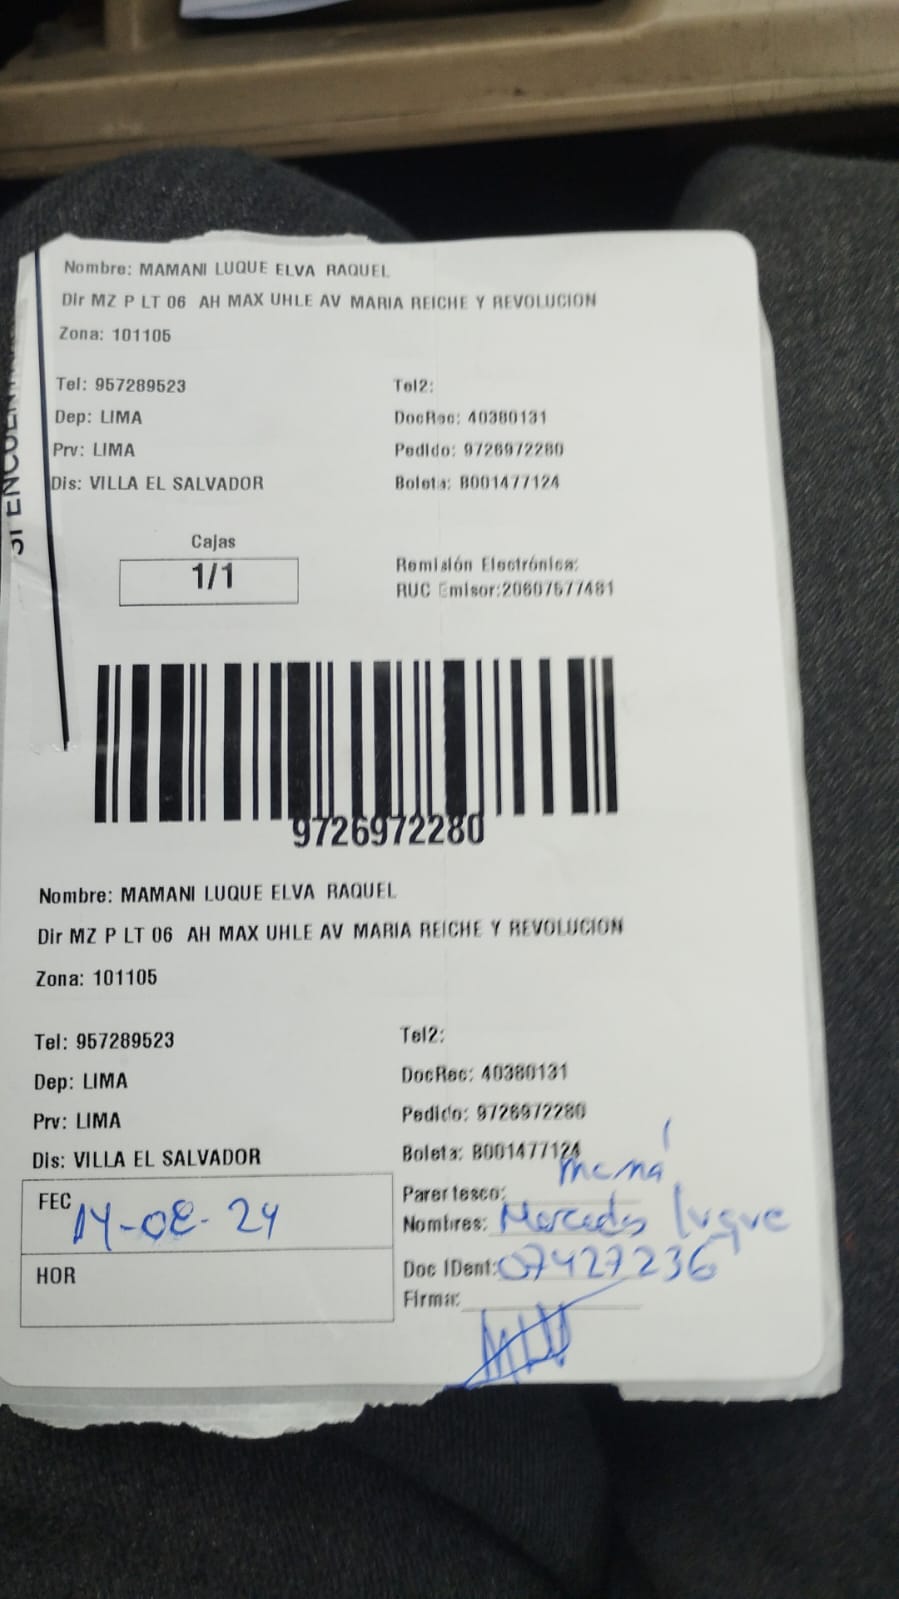 SI ENCUEN
Nombre: MAMANI LUQUE ELVA RAQUEL
Dir MZ P LT 06 AH MAX UHLE AV MARIA REICHE Y REVOLUCION
Zona: 101105
Tel: 957289523 Tel2:
Dep: LIMA DocRec: 40380131
Prv: LIMA Pedido: 9726972280
Dis: VILLA EL SALVADOR Boleta: B001477124
Cajas
1/1
Remisión Electrónica:
RUC Emisor:20607577481
9726972280
Nombre: MAMANI LUQUE ELVA RAQUEL
Dir MZ P LT 06 AH MAX UHLE AV MARIA REICHE Y REVOLUCION
Zona: 101105
Tel: 957289523 Tel2:
Dep: LIMA DocRec: 40380131
Prv: LIMA Pedido: 9726972280
Dis: VILLA EL SALVADOR Boleta: B001477124
FEC 14-08-24
Parentesco: mamá
Nombres: Mercedes luque
HOR
Doc IDent: 07427236
Firma: